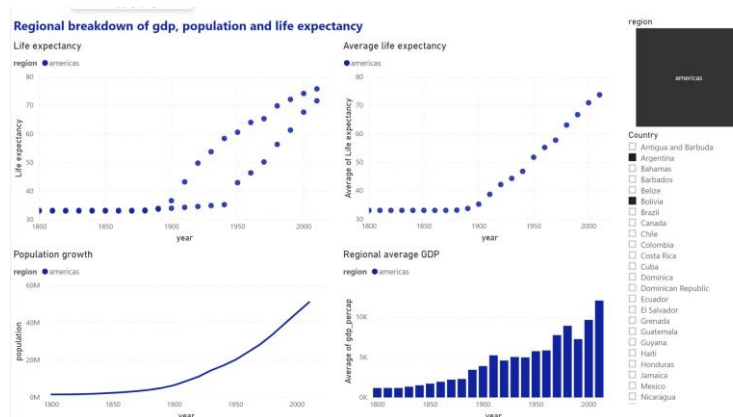 Regional breakdown of gdp, population and life expectancy
Life expectancy
region americas
80
70
60
50
40
30
Life expectancy
1800
1850
1900
1950
2000
year
Average life expectancy
americas
80
70
60
50
40
30
Average of Life expectancy
1800
1850
1900
1950
2000
year
Population growth
region americas
60M
40M
20M
0M
population
1800
1850
1900
1950
2000
year
Regional average GDP
region americas
10K
5K
0K
Average of gdp_percap
1800
1850
1900
1950
2000
year
region
americas
Country
Antigua and Barbuda
Argentina
Bahamas
Barbados
Belize
Bolivia
Brazil
Canada
Chile
Colombia
Costa Rica
Cuba
Dominica
Dominican Republic
Ecuador
El Salvador
Grenada
Guatemala
Guyana
Haiti
Honduras
Jamaica
Mexico
Nicaragua